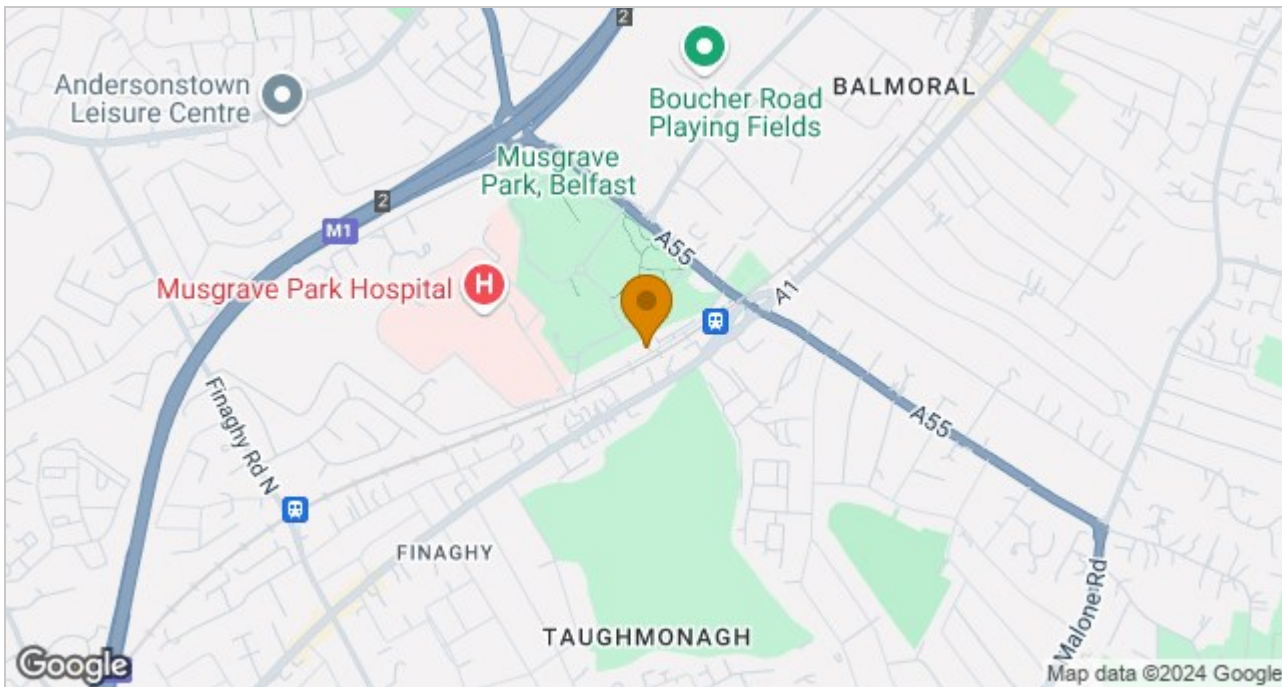 2
Andersonstown
Leisure Centre
Boucher Road
Playing Fields
BALMORAL
Musgrave
Park, Belfast
2
M1
A55
Musgrave Park Hospital
H
A1
Finaghy Rd N
A55
FINAGHY
TAUGHMONAGH
Malone Rd
Google
Map data ©2024 Google